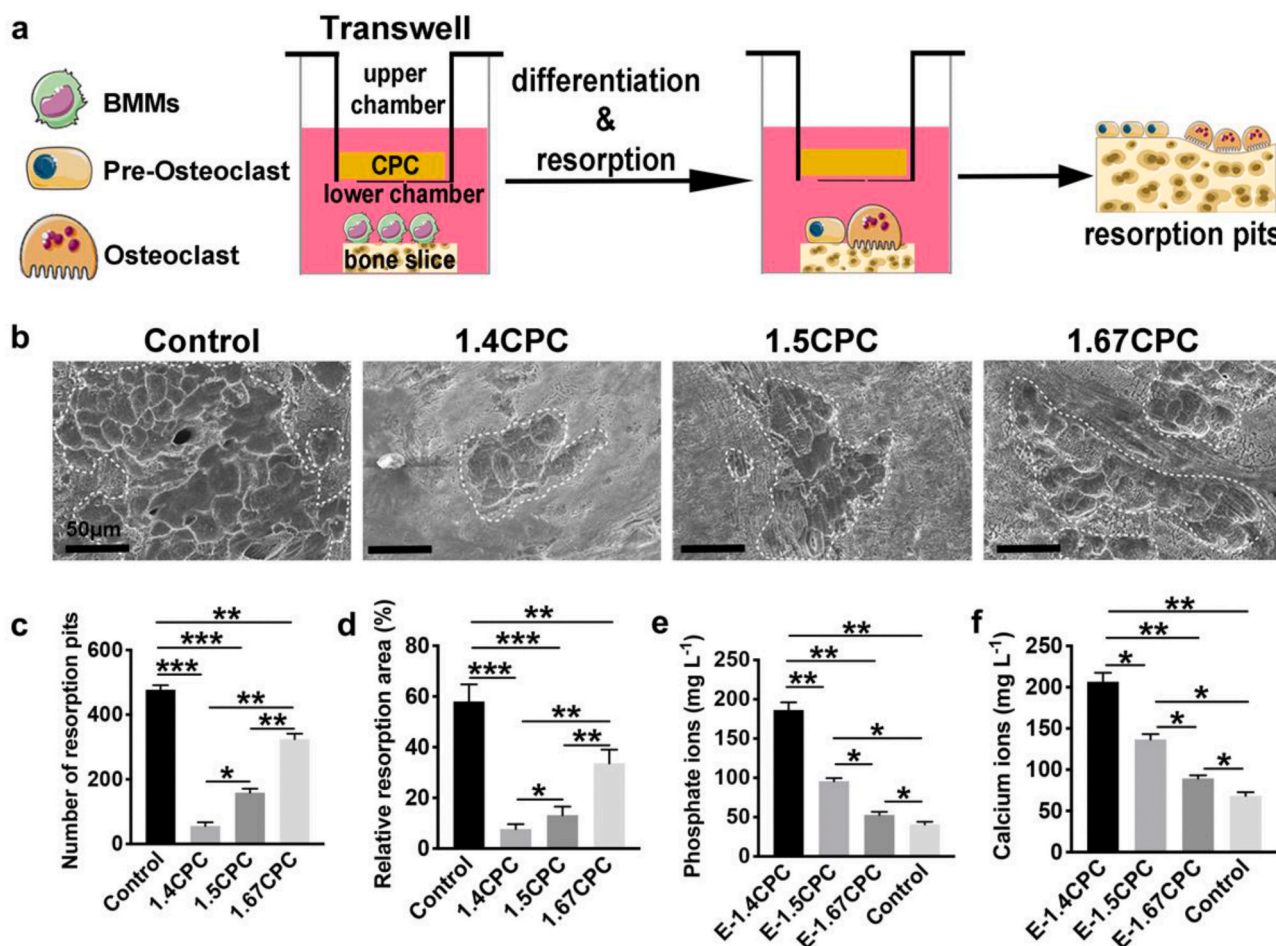 a
Transwell
BMMs
Pre-Osteoclast
Osteoclast
upper
chamber
CPC
lower chamber
bone slice
differentiation
&
resorption
resorption pits
b
Control
1.4CPC
1.5CPC
1.67CPC
50μm
c
Number of resorption pits
600
400
200
0
**
***
***
**
**
*
Control
1.4CPC
1.5CPC
1.67CPC
d
Relative resorption area (%)
80
60
40
20
0
**
***
***
**
**
*
Control
1.4CPC
1.5CPC
1.67CPC
e
Phosphate ions (mg L⁻¹)
250
200
150
100
50
0
**
**
**
*
*
*
E-1.4CPC
E-1.5CPC
E-1.67CPC
Control
f
Calcium ions (mg L⁻¹)
250
200
150
100
50
0
**
**
*
*
*
*
E-1.4CPC
E-1.5CPC
E-1.67CPC
Control